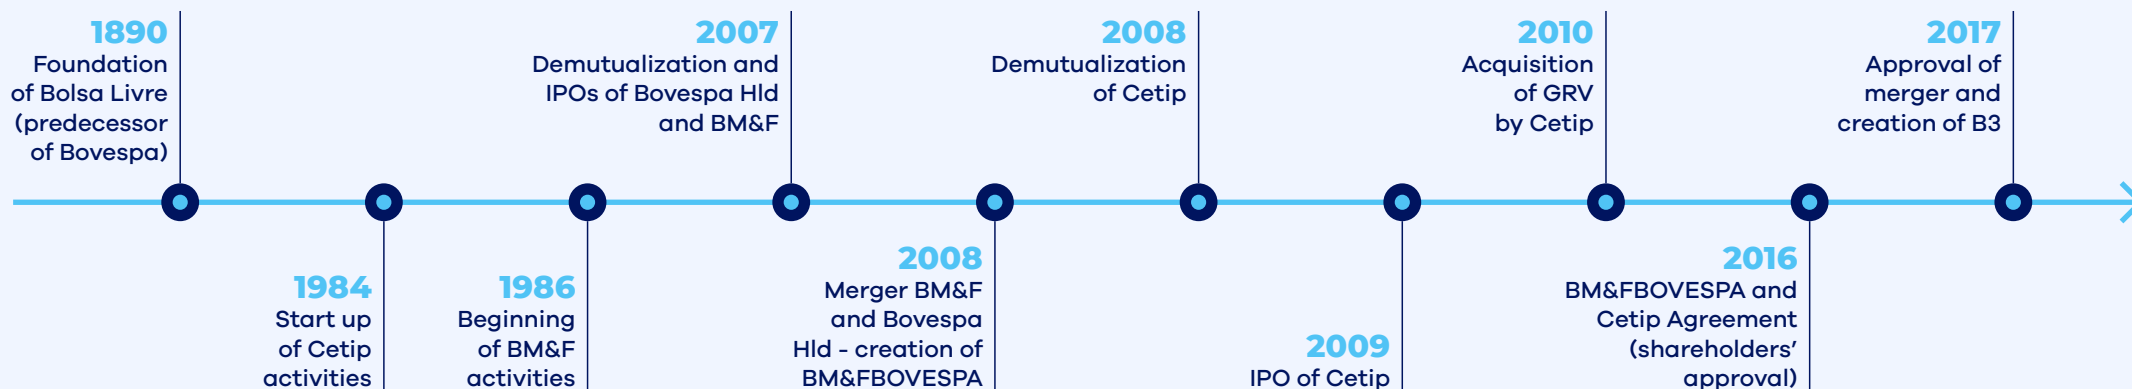 1890
Foundation
of Bolsa Livre
(predecessor
of Bovespa)
1984
Start up
of Cetip
activities
1986
Beginning
of BM&F
activities
2007
Demutualization and
IPOs of Bovespa Hld
and BM&F
2008
Merger BM&F
and Bovespa
Hld - creation of
BM&FBOVESPA
2008
Demutualization
of Cetip
2009
IPO of Cetip
2010
Acquisition
of GRV
by Cetip
2016
BM&FBOVESPA and
Cetip Agreement
(shareholders’
approval)
2017
Approval of
merger and
creation of B3